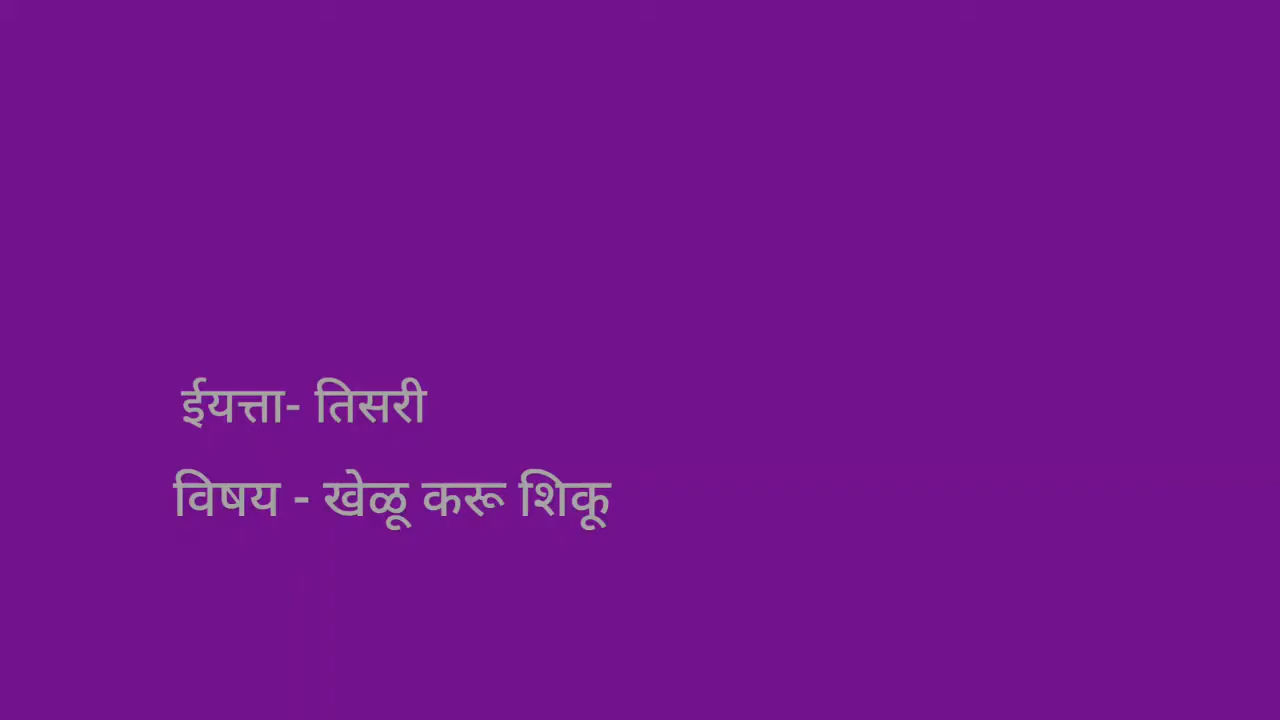 ईयत्ता- तिसरी
विषय - खेळू करू शिकू